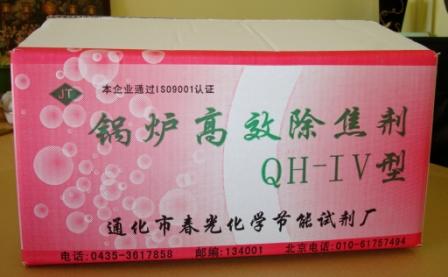 JT
本企业通过ISO9001认证
锅炉高效除焦剂
QH-IV型
通化市春光化学节能试剂厂
电话:0435-3617858 邮编:134001 北京电话:010-61757494